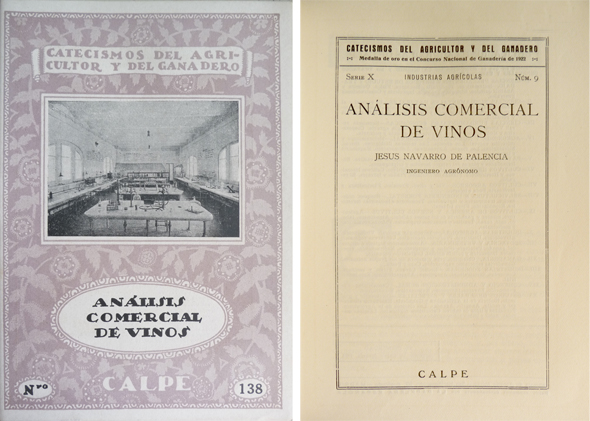 CATECISMOS DEL AGRI-
CULTOR Y DEL GANADERO
ANÁLISIS
COMERCIAL
DE VINOS
Nvo
CALPE
138
CATECISMOS DEL AGRICULTOR Y DEL GANADERO
Medalla de oro en el Concurso Nacional de Ganadería de 1922
Serie X INDUSTRIAS AGRÍCOLAS Núm. 9
ANÁLISIS COMERCIAL
DE VINOS
JESUS NAVARRO DE PALENCIA
INGENIERO AGRÓNOMO
CALPE